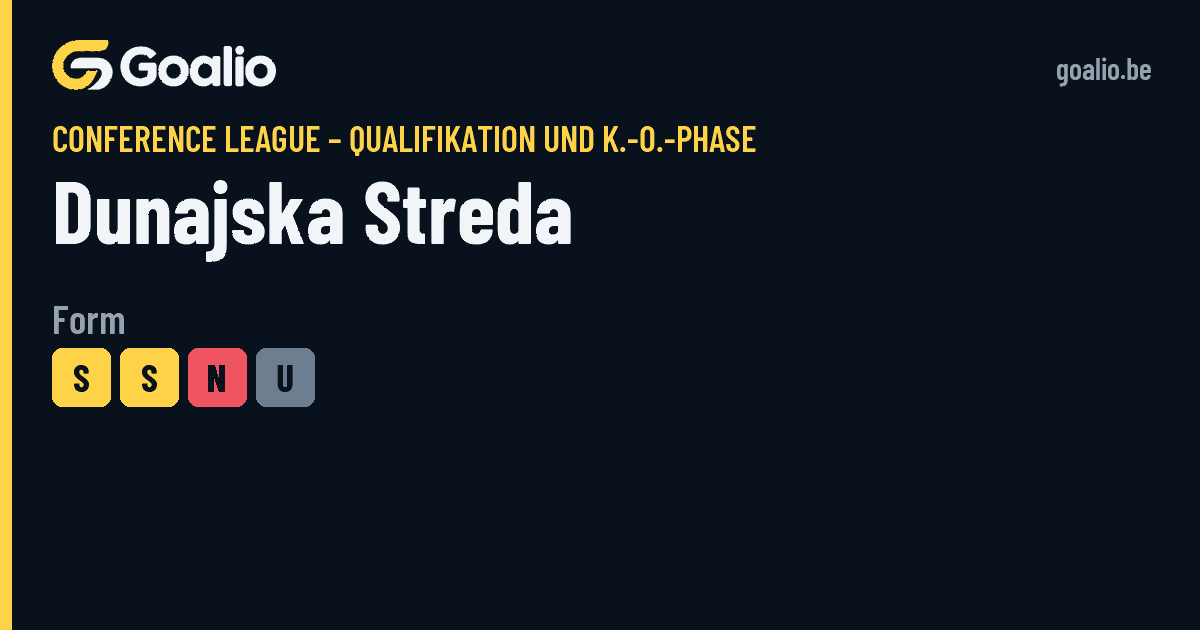 Goalio
goalio.be
CONFERENCE LEAGUE – QUALIFIKATION UND K.-O.-PHASE
Dunajska Streda
Form
S S N U